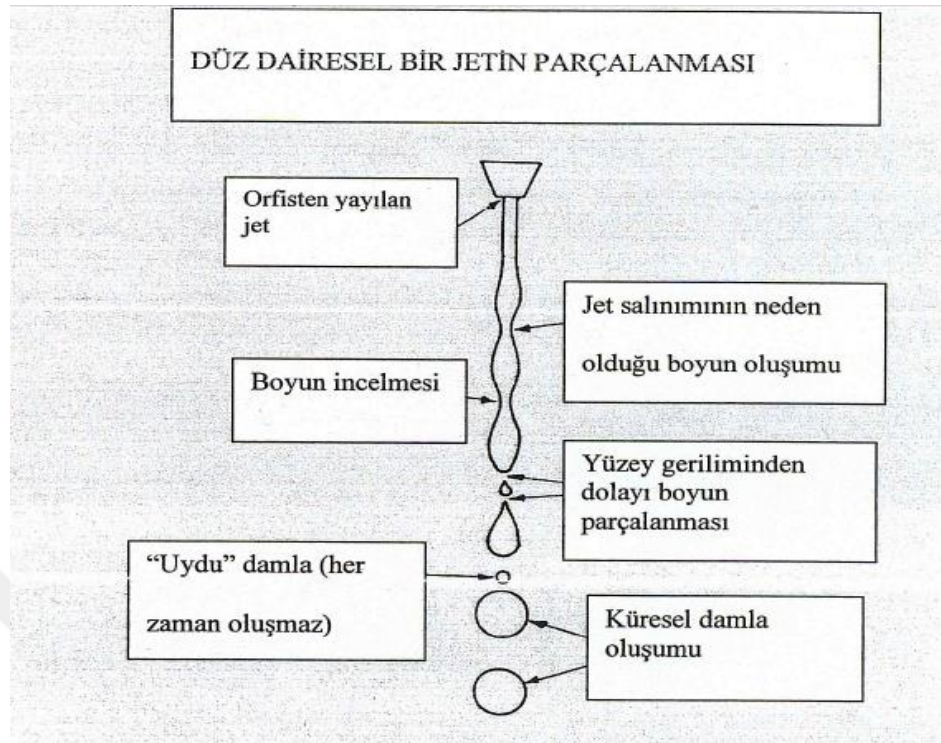 DÜZ DAİRESEL BİR JETİN PARÇALANMASI
Orfisten yayılan
jet
Jet salınımının neden
olduğu boyun oluşumu
Boyun incelmesi
Yüzey geriliminden
dolayı boyun
parçalanması
“Uydu” damla (her
zaman oluşmaz)
Küresel damla
oluşumu